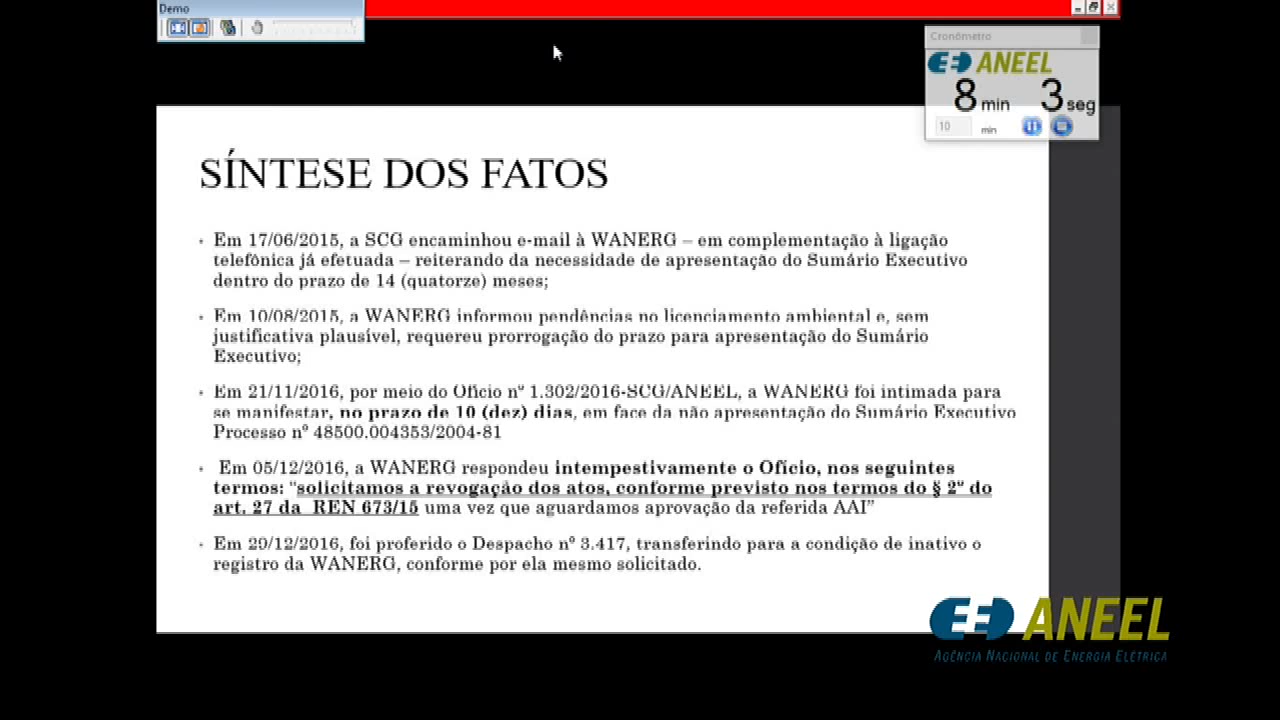 Demo
Cronômetro
ANEEL
8 min 3 seg
10 min
SÍNTESE DOS FATOS
• Em 17/06/2015, a SCG encaminhou e-mail à WANERG – em complementação à ligação
telefônica já efetuada – reiterando da necessidade de apresentação do Sumário Executivo
dentro do prazo de 14 (quatorze) meses;
• Em 10/08/2015, a WANERG informou pendências no licenciamento ambiental e, sem
justificativa plausível, requereu prorrogação do prazo para apresentação do Sumário
Executivo;
• Em 21/11/2016, por meio do Ofício nº 1.302/2016-SCG/ANEEL, a WANERG foi intimada para
se manifestar, no prazo de 10 (dez) dias, em face da não apresentação do Sumário Executivo
Processo nº 48500.004353/2004-81
• Em 05/12/2016, a WANERG respondeu intempestivamente o Ofício, nos seguintes
termos: "solicitamos a revogação dos atos, conforme previsto nos termos do § 2º do
art. 27 da REN 673/15 uma vez que aguardamos aprovação da referida AAI”
• Em 29/12/2016, foi proferido o Despacho nº 3.417, transferindo para a condição de inativo o
registro da WANERG, conforme por ela mesmo solicitado.
ANEEL
AGÊNCIA NACIONAL DE ENERGIA ELÉTRICA